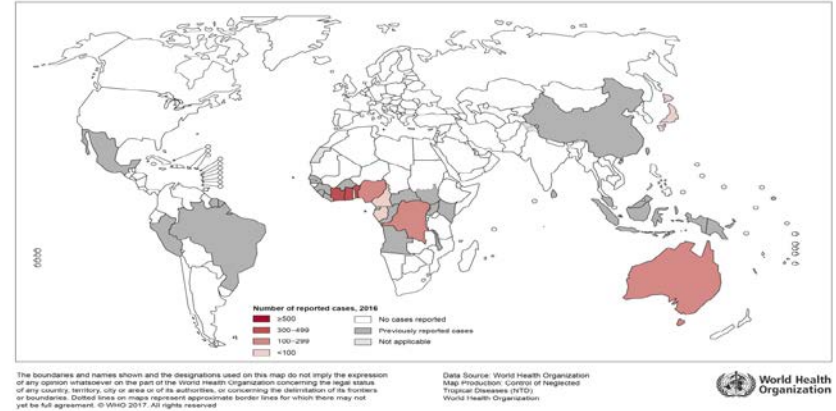 Number of reported cases, 2016
≥500
300–499
100–299
<100
No cases reported
Previously reported cases
Not applicable
The boundaries and names shown and the designations used on this map do not imply the expression
of any opinion whatsoever on the part of the World Health Organization concerning the legal status
of any country, territory, city or area or of its authorities, or concerning the delimitation of its frontiers
or boundaries. Dotted lines on maps represent approximate border lines for which there may not
yet be full agreement. © WHO 2017. All rights reserved
Data Source: World Health Organization
Map Production: Control of Neglected
Tropical Diseases (NTD)
World Health Organization
World Health
Organization